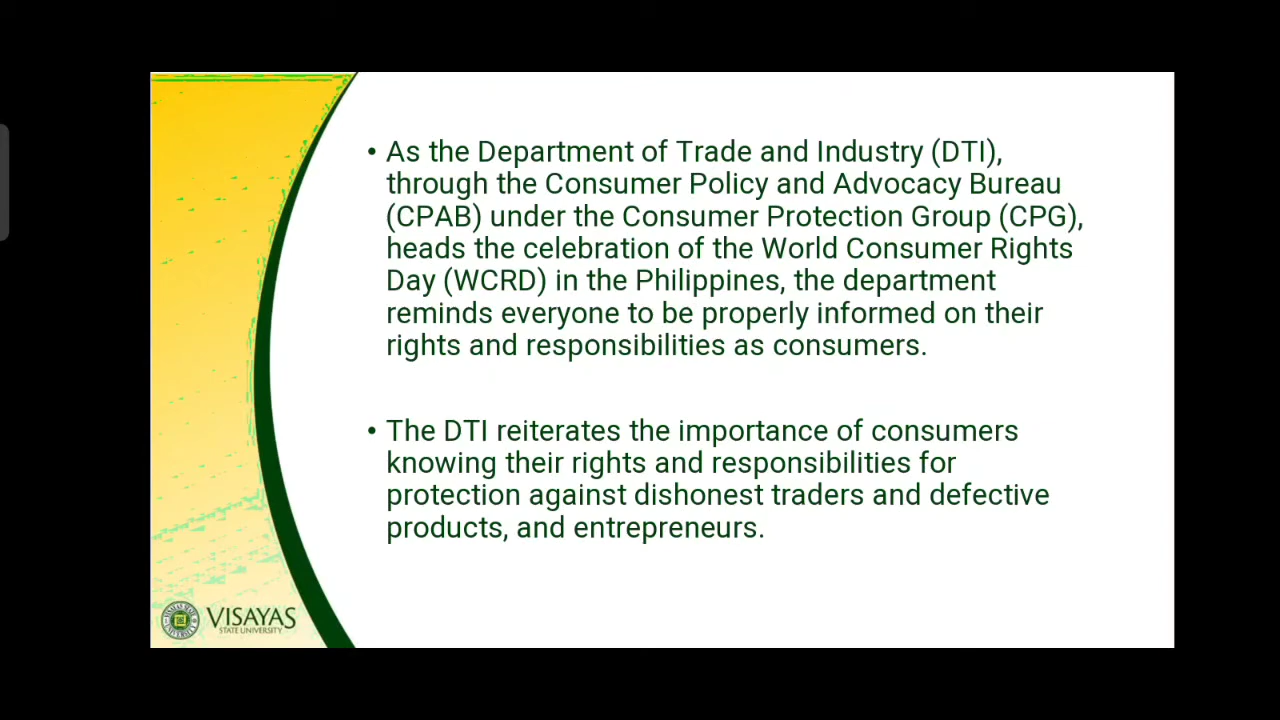 • As the Department of Trade and Industry (DTI),
through the Consumer Policy and Advocacy Bureau
(CPAB) under the Consumer Protection Group (CPG),
heads the celebration of the World Consumer Rights
Day (WCRD) in the Philippines, the department
reminds everyone to be properly informed on their
rights and responsibilities as consumers.
• The DTI reiterates the importance of consumers
knowing their rights and responsibilities for
protection against dishonest traders and defective
products, and entrepreneurs.
VISAYAS
STATE UNIVERSITY